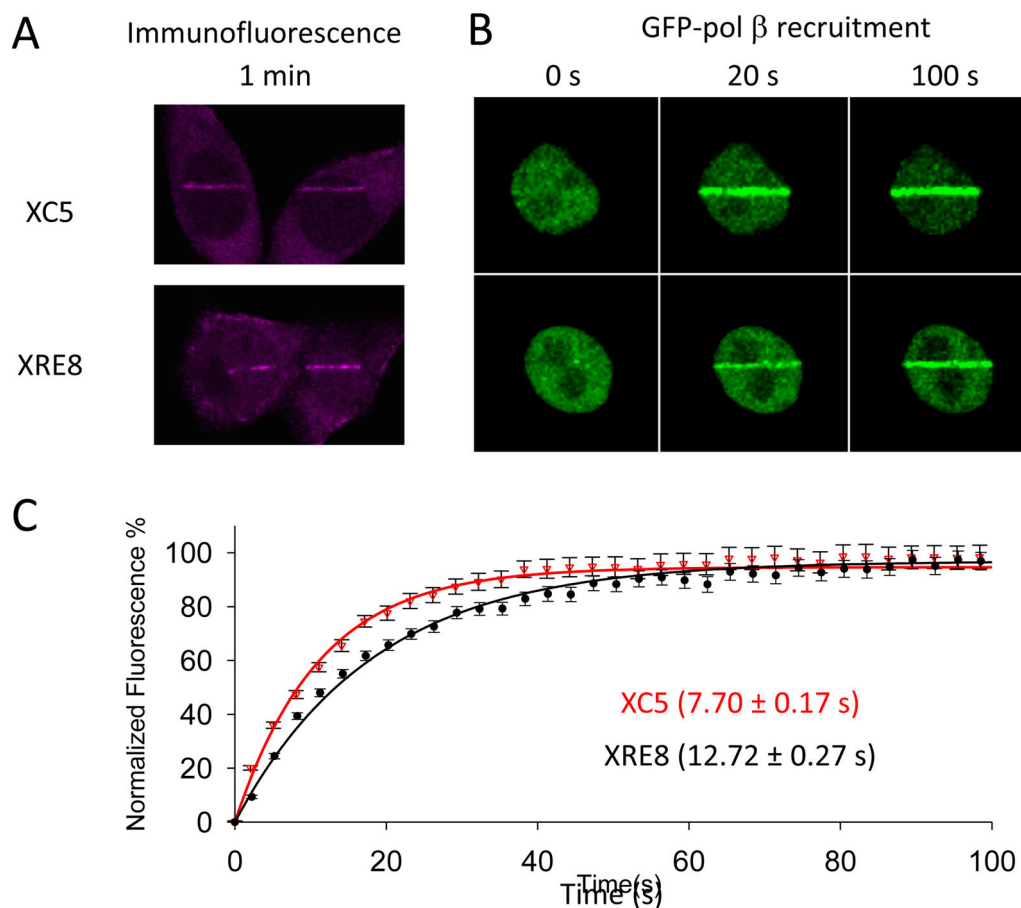 A
Immunofluorescence
1 min
XC5
XRE8
B
GFP-pol β recruitment
0 s 20 s 100 s
C
Normalized Fluorescence %
100
80
60
40
20
0
XC5 (7.70 ± 0.17 s)
XRE8 (12.72 ± 0.27 s)
0 20 40 60 80 100
Time(s)
Time (s)